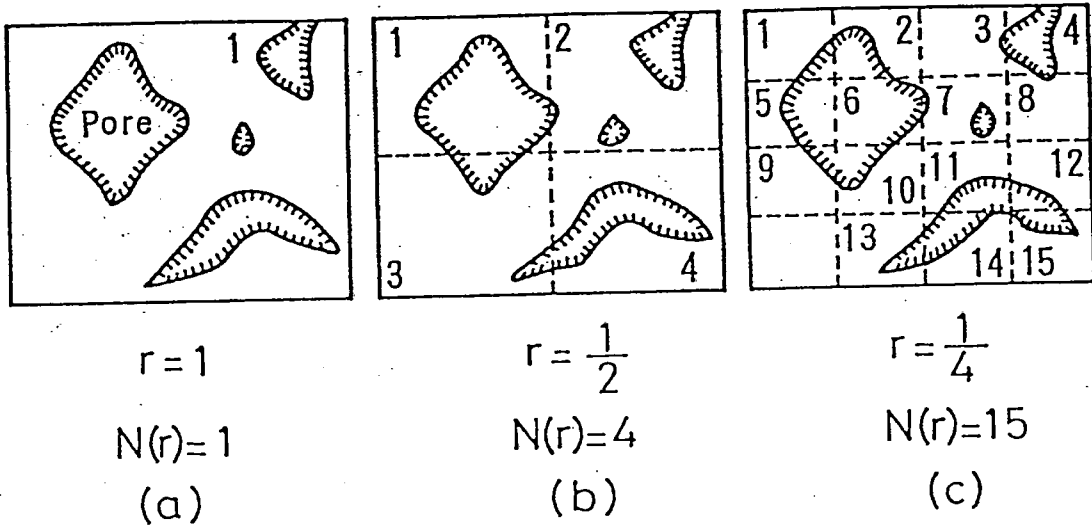 1
Pore
r = 1
N(r)= 1
(a)
1 2
3 4
r = 1/2
N(r)=4
(b)
1 2 3 4
5 6 7 8
9 10 11 12
13 14 15
r = 1/4
N(r)=15
(c)